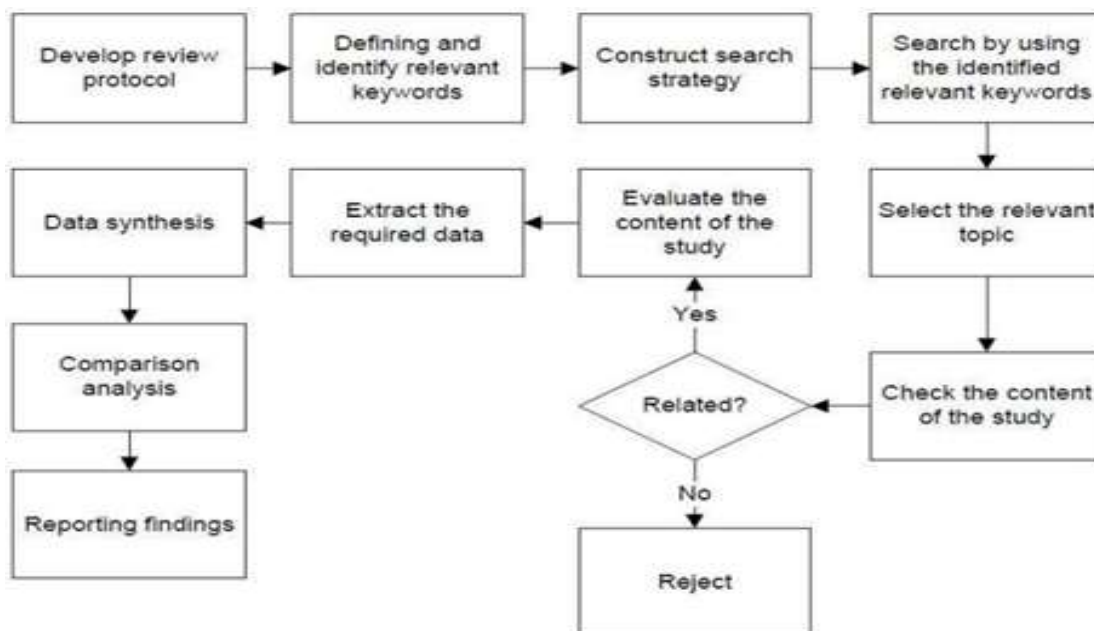 Develop review
protocol
Defining and
identify relevant
keywords
Construct search
strategy
Search by using
the identified
relevant keywords
Data synthesis
Extract the
required data
Evaluate the
content of the
study
Select the relevant
topic
Yes
Comparison
analysis
Related?
Check the content
of the study
No
Reporting findings
Reject